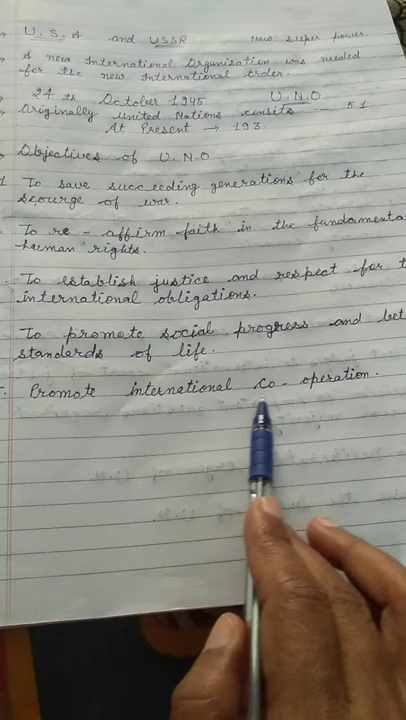 U. S. A and USSR New super power.
A new International Organization was needed
for the new International order.
24 th October 1945 U. N. O
Originally United Nations consits - 51
At Present → 193.
Objectives of U. N. O
To save succeeding generations for the
scourge of war.
To re - affirm faith in the fundamenta
human rights.
To establish justice and respect for t
international obligations.
To promote social progress and bet
standards of life.
Promote international co - operation.